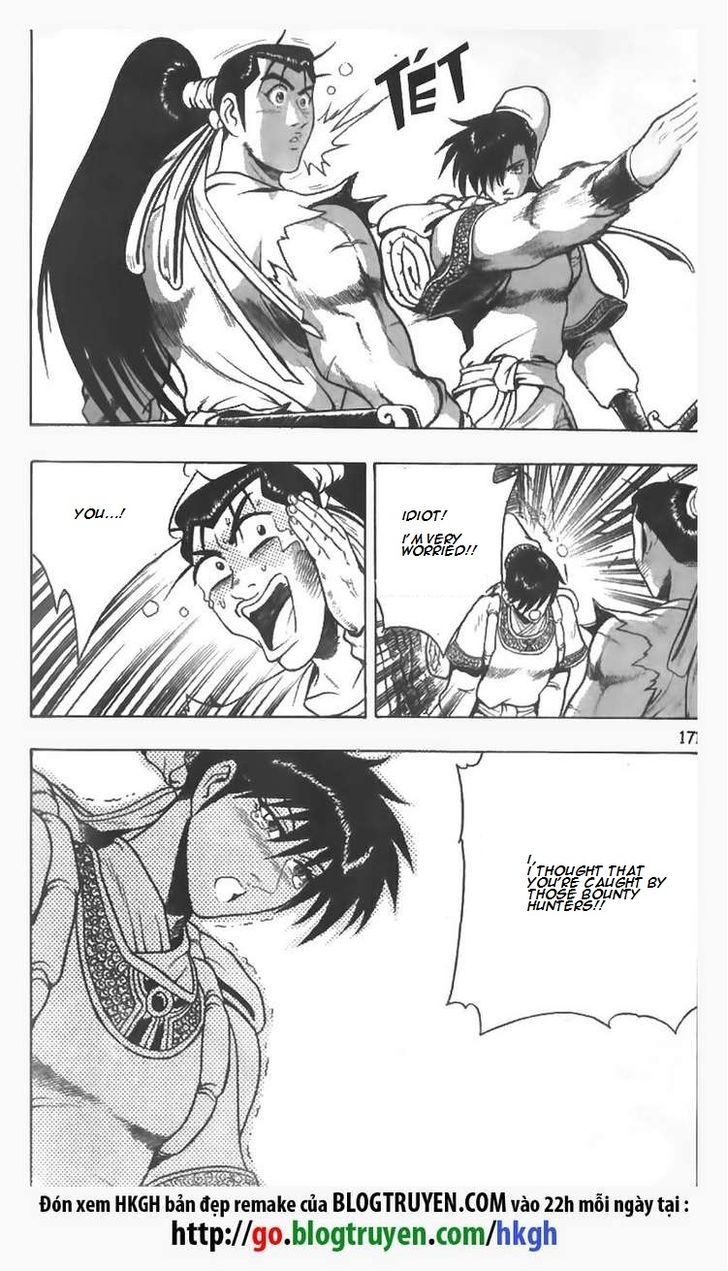 TÉT
YOU...!
IDIOT!
I'M VERY
WORRIED!!
171
I,
I THOUGHT THAT
YOU'RE CAUGHT BY
THOSE BOUNTY
HUNTERS!!
Đón xem HKGH bản đẹp remake của BLOGTRUYEN.COM vào 22h mỗi ngày tại :
http://go.blogtruyen.com/hkgh